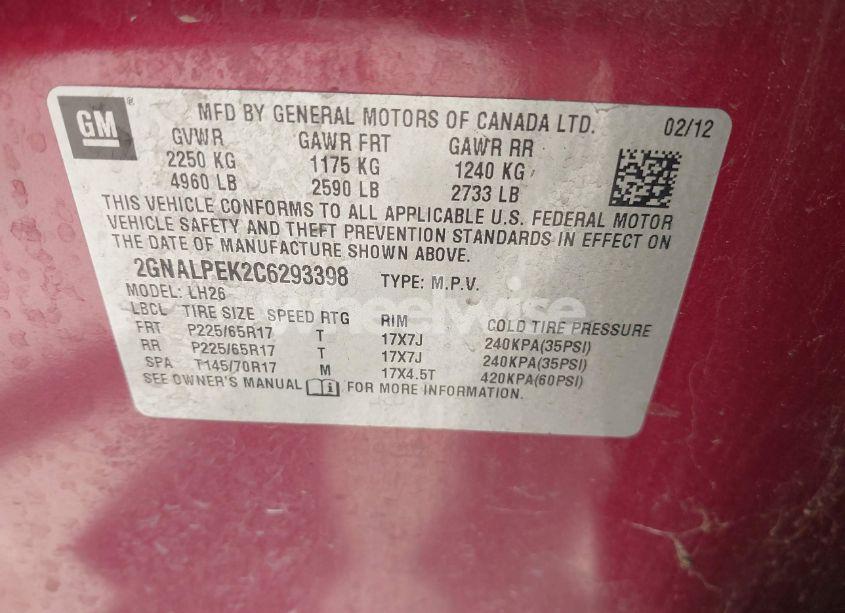 GM
MFD BY GENERAL MOTORS OF CANADA LTD. 02/12
GVWR GAWR FRT GAWR RR
2250 KG 1175 KG 1240 KG
4960 LB 2590 LB 2733 LB
THIS VEHICLE CONFORMS TO ALL APPLICABLE U.S. FEDERAL MOTOR
VEHICLE SAFETY AND THEFT PREVENTION STANDARDS IN EFFECT ON
THE DATE OF MANUFACTURE SHOWN ABOVE.
2GNALPEK2C6293398 TYPE: M.P.V.
MODEL: LH26
LBCL TIRE SIZE SPEED RTG RIM COLD TIRE PRESSURE
FRT P225/65R17 T 17X7J 240KPA(35PSI)
RR P225/65R17 T 17X7J 240KPA(35PSI)
SPA T145/70R17 M 17X4.5T 420KPA(60PSI)
SEE OWNER'S MANUAL FOR MORE INFORMATION.
wheelwise